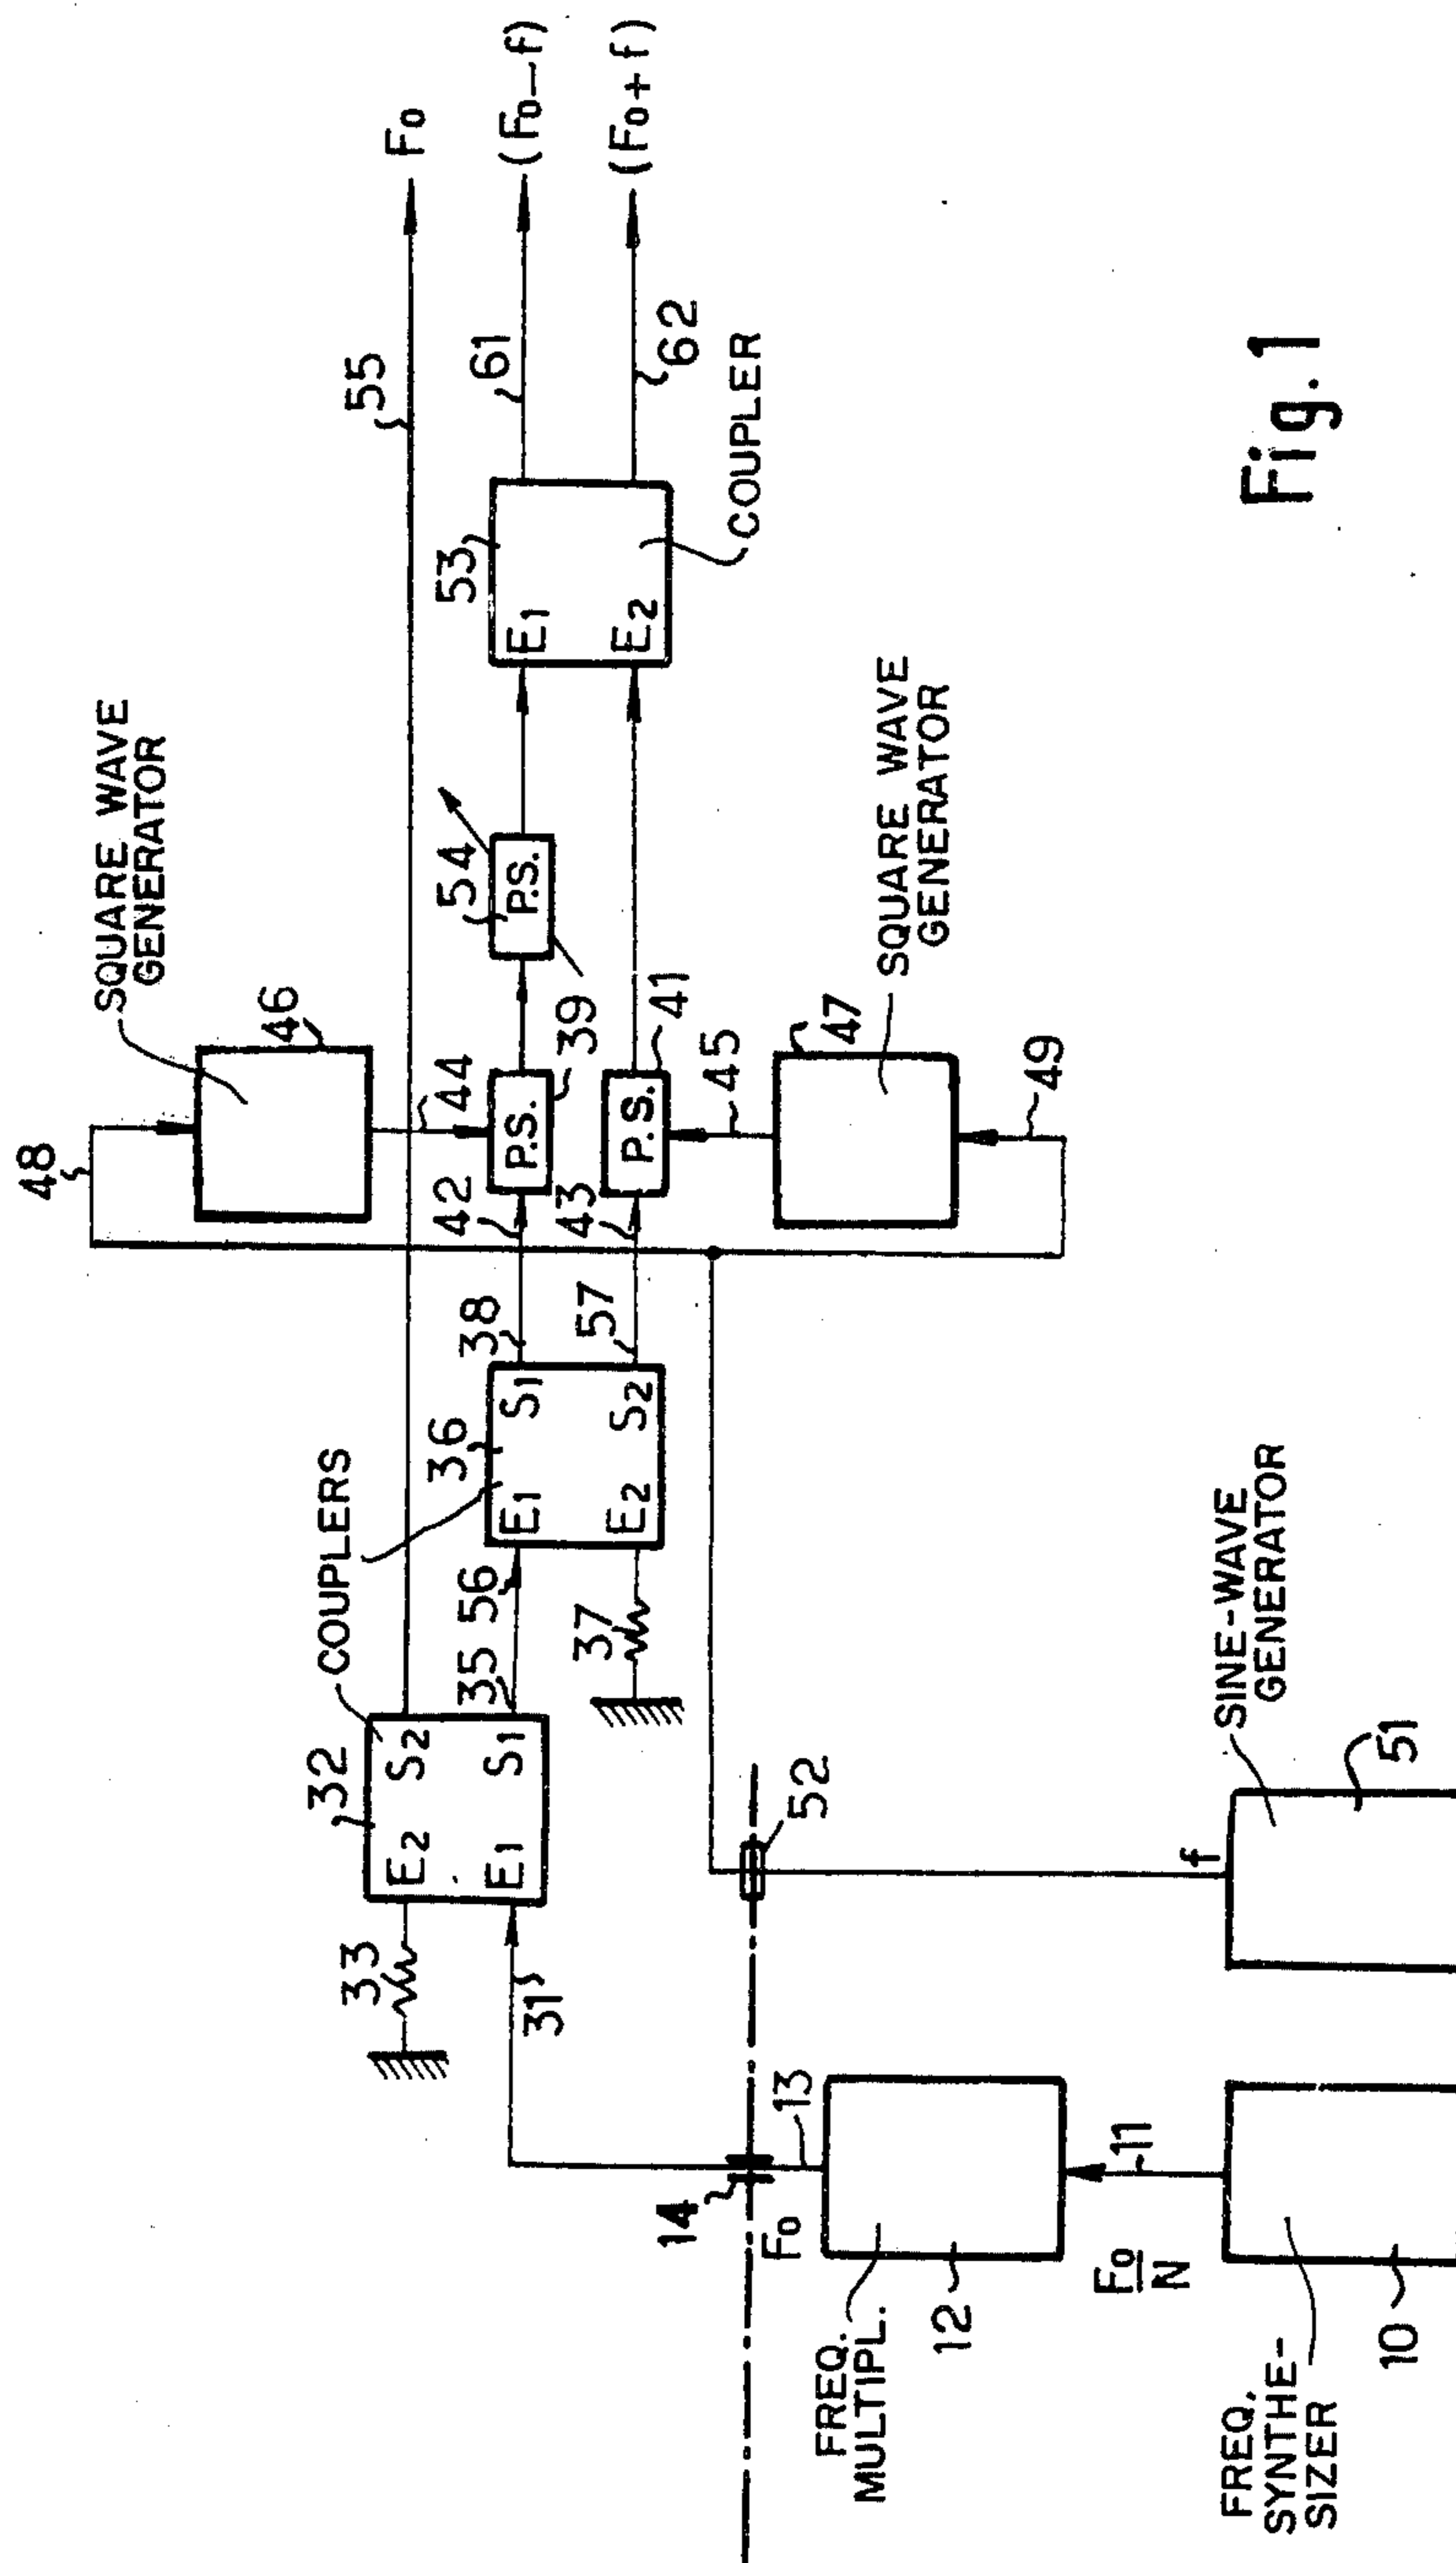 48
SQUARE WAVE
GENERATOR
46
55
Fo
44
32
E2 S2
E1 S1
33
31
COUPLERS
35
56
36
E1 S1
E2 S2
37
38
57
42
43
P.S.
39
P.S.
41
54
P.S.
53
E1
E2
COUPLER
61
(Fo−f)
62
(Fo+f)
45
47
SQUARE WAVE
GENERATOR
49
14
Fo
13
52
FREQ.
MULTIPL.
12
11
Fo
N
FREQ.
SYNTHE-
SIZER
10
f
SINE-WAVE
GENERATOR
51
Fig. 1